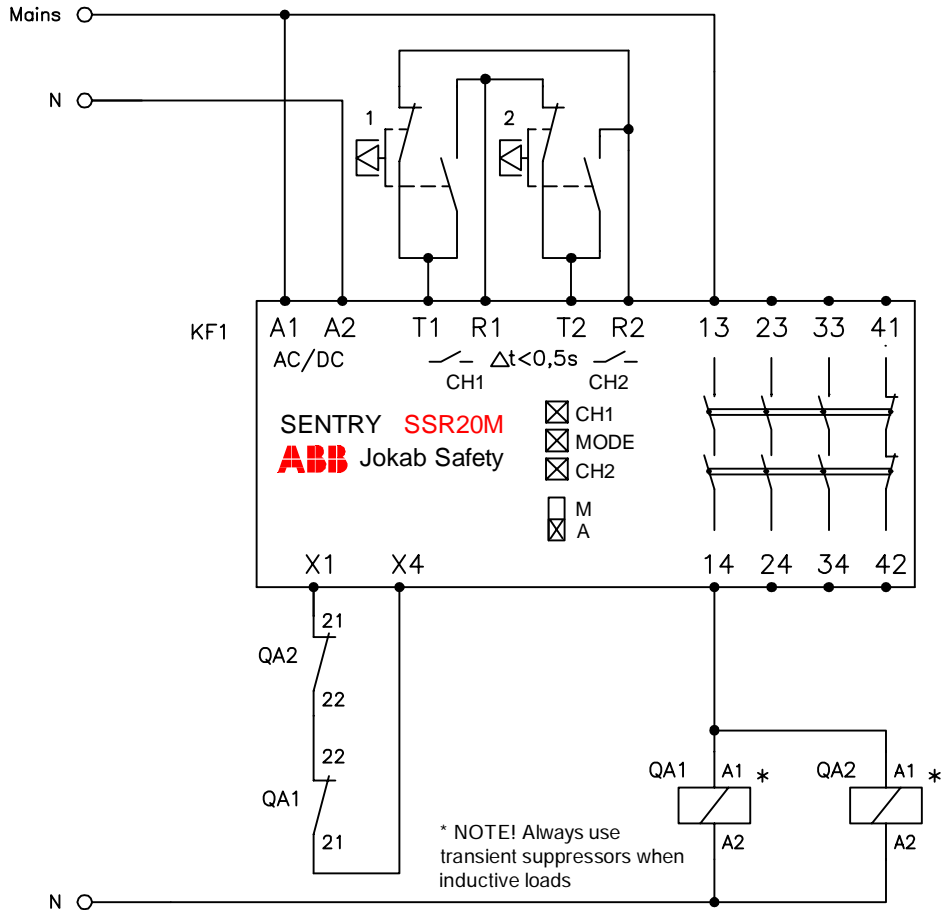 Mains
N
1
2
KF1
A1 A2 T1 R1 T2 R2 13 23 33 41
AC/DC
Δt<0,5s
CH1
CH2
SENTRY SSR20M
ABB Jokab Safety
CH1
MODE
CH2
M
A
X1 X4 14 24 34 42
21
QA2
22
22
QA1
21
QA1 A1 *
A2
QA2 A1 *
A2
* NOTE! Always use
transient suppressors when
inductive loads
N